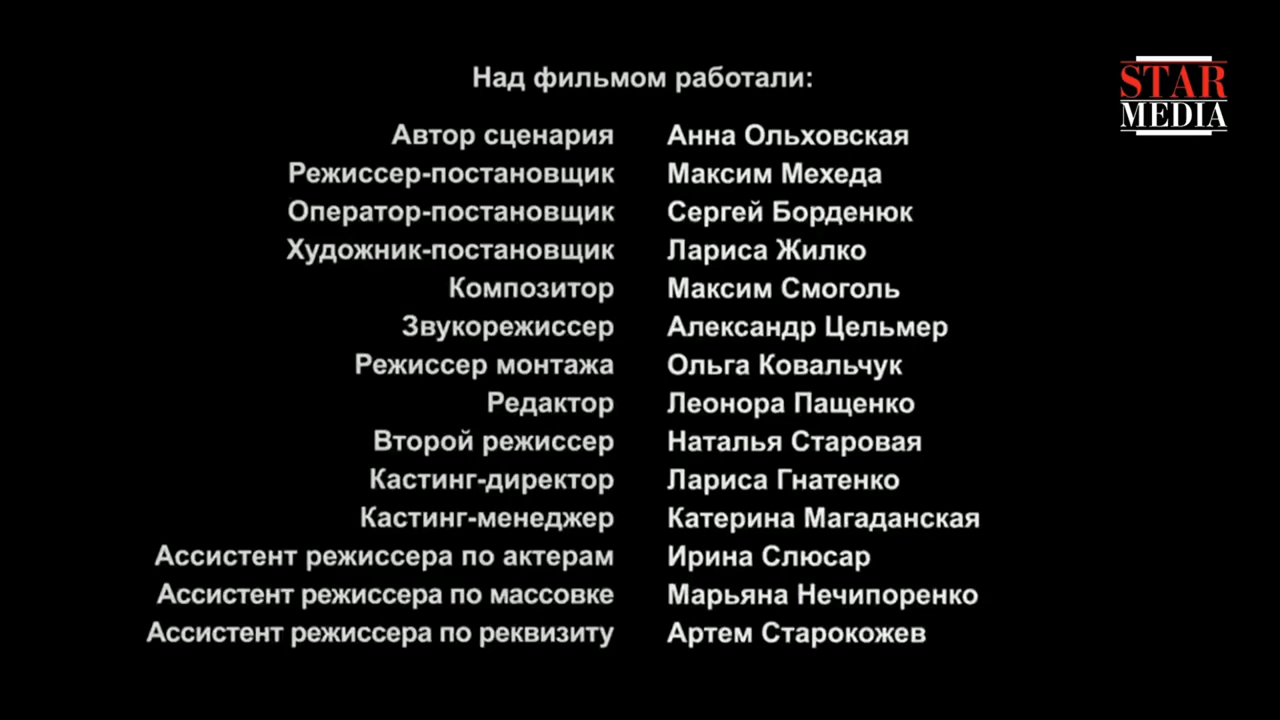 Над фильмом работали:
STAR
MEDIA
Автор сценария Анна Ольховская
Режиссер-постановщик Максим Мехеда
Оператор-постановщик Сергей Борденюк
Художник-постановщик Лариса Жилко
Композитор Максим Смоголь
Звукорежиссер Александр Цельмер
Режиссер монтажа Ольга Ковальчук
Редактор Леонора Пащенко
Второй режиссер Наталья Старовая
Кастинг-директор Лариса Гнатенко
Кастинг-менеджер Катерина Магаданская
Ассистент режиссера по актерам Ирина Слюсар
Ассистент режиссера по массовке Марьяна Нечипоренко
Ассистент режиссера по реквизиту Артем Старокожев